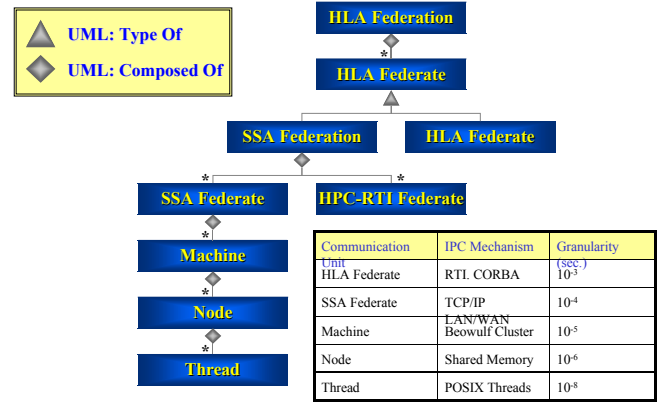 UML: Type Of
UML: Composed Of
HLA Federation
*
HLA Federate
SSA Federation
HLA Federate
*
*
SSA Federate
HPC-RTI Federate
*
Machine
*
Node
*
Thread
Communication Unit IPC Mechanism Granularity (sec.)
HLA Federate RTI. CORBA 10-3
SSA Federate TCP/IP LAN/WAN 10-4
Machine Beowulf Cluster 10-5
Node Shared Memory 10-6
Thread POSIX Threads 10-8